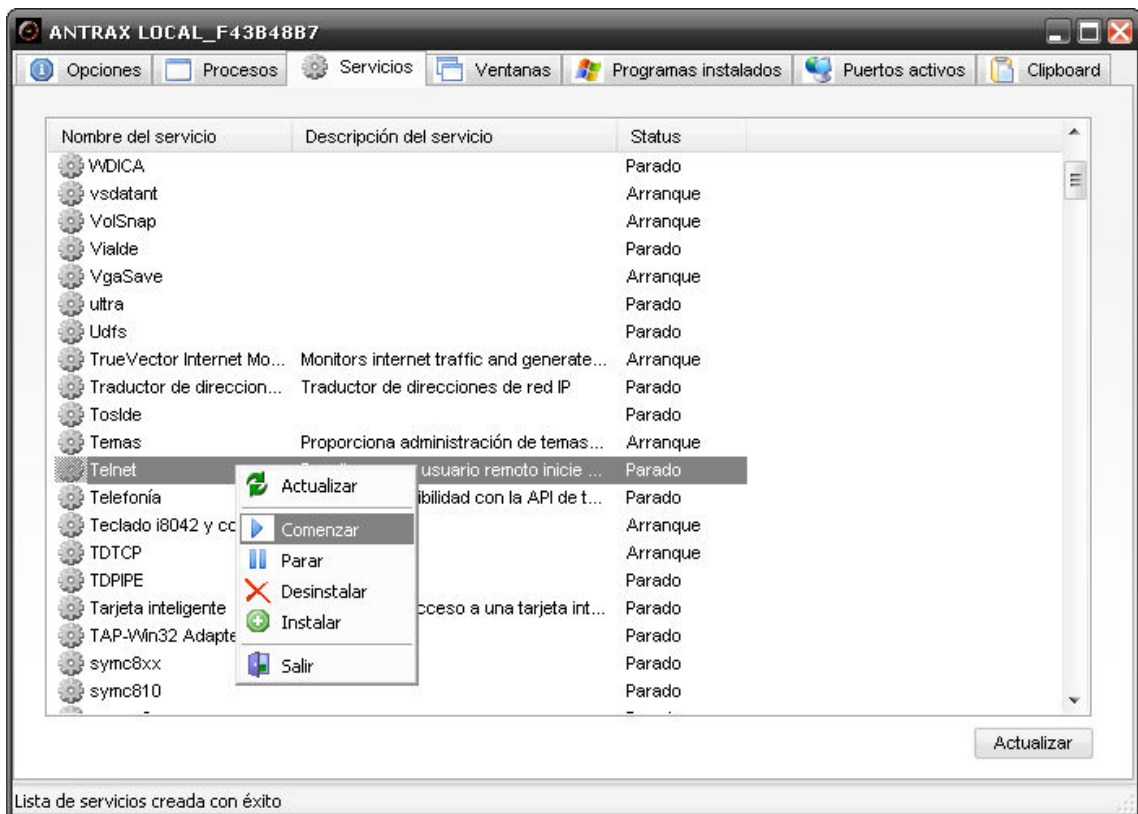 ANTRAX LOCAL_F43B48B7
Opciones Procesos Servicios Ventanas Programas instalados Puertos activos Clipboard
Nombre del servicio Descripción del servicio Status
WDICA Parado
vsdatant Arranque
VolSnap Arranque
ViaIde Parado
VgaSave Arranque
ultra Parado
Udfs Parado
TrueVector Internet Mo... Monitors internet traffic and generate... Arranque
Traductor de direccion... Traductor de direcciones de red IP Parado
TosIde Parado
Temas Proporciona administración de temas... Arranque
Telnet usuario remoto inicie ... Parado
Telefonía ibilidad con la API de t... Arranque
Teclado i8042 y co Arranque
TDTCP Arranque
TDPIPE Parado
Tarjeta inteligente cceso a una tarjeta int... Parado
TAP-Win32 Adapte Parado
symc8xx Parado
symc810 Parado
Actualizar
Comenzar
Parar
Desinstalar
Instalar
Salir
Actualizar
Lista de servicios creada con éxito